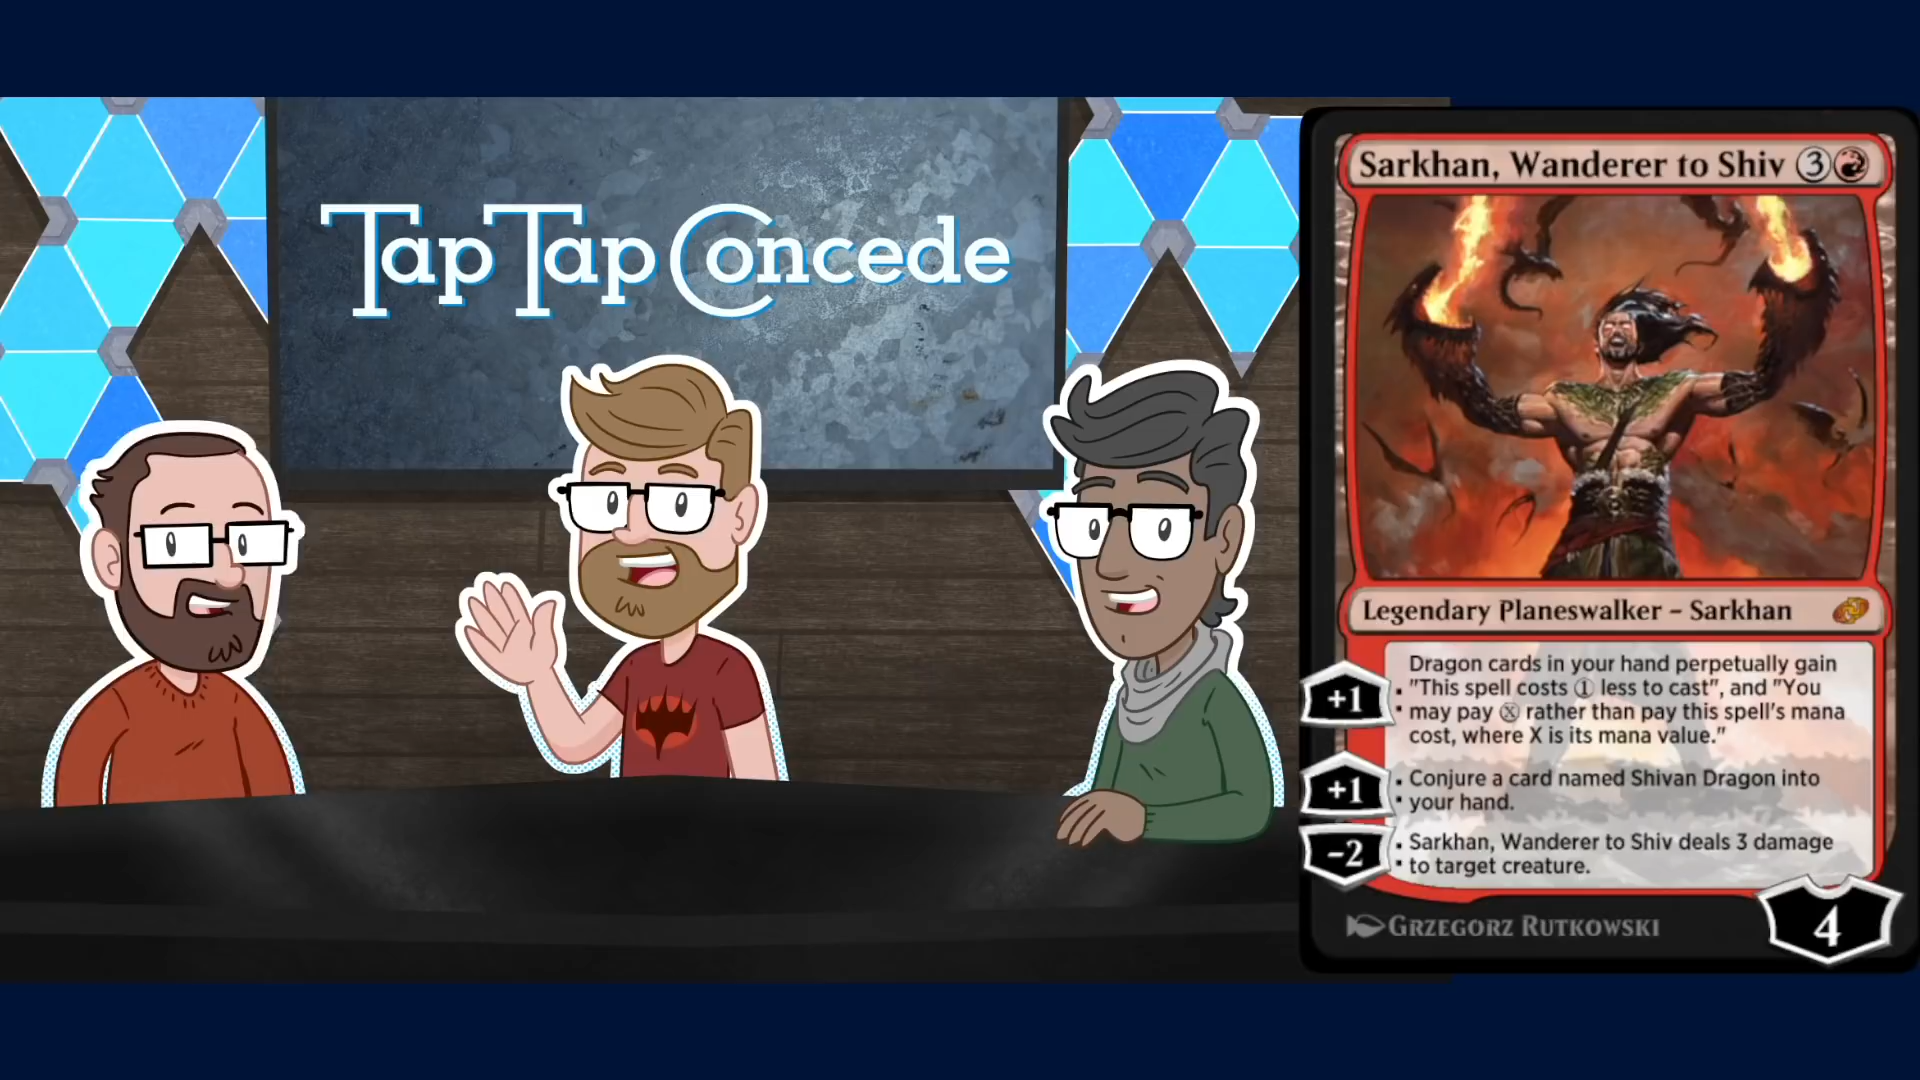 Tap Tap Concede
Sarkhan, Wanderer to Shiv 3
Legendary Planeswalker – Sarkhan
+1
Dragon cards in your hand perpetually gain
"This spell costs 1 less to cast", and "You
may pay X rather than pay this spell's mana
cost, where X is its mana value."
+1
Conjure a card named Shivan Dragon into
your hand.
−2
Sarkhan, Wanderer to Shiv deals 3 damage
to target creature.
Grzegorz Rutkowski
4